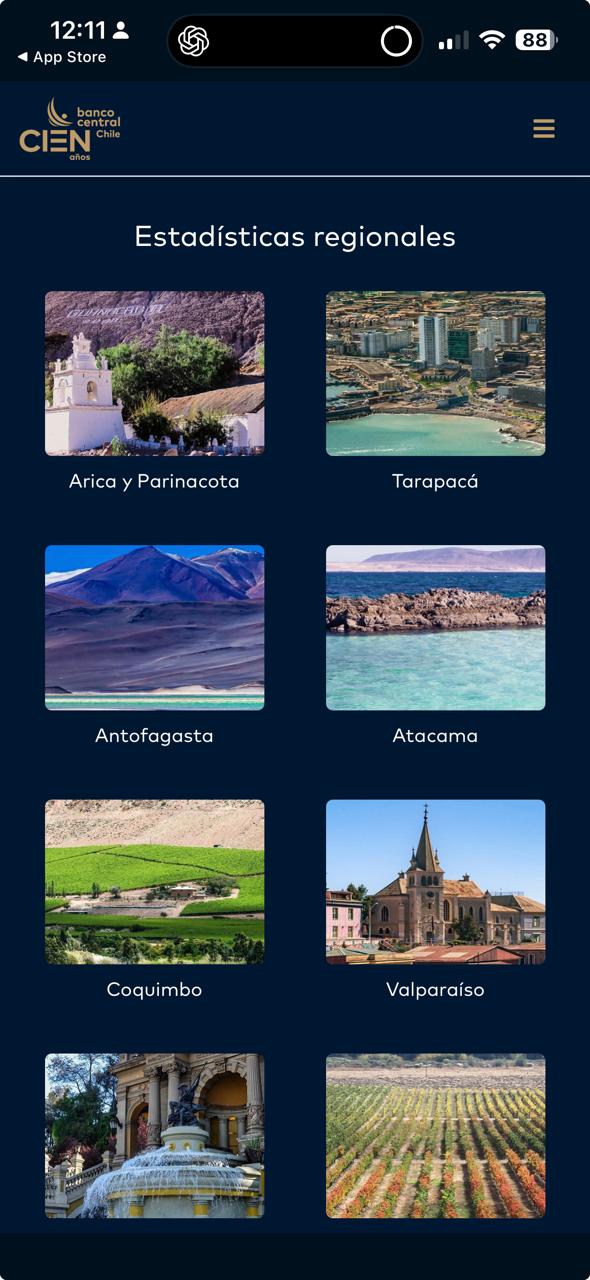 12:11
88
◀ App Store
banco
central
Chile
CIEN
años
Estadísticas regionales
Arica y Parinacota
Tarapacá
Antofagasta
Atacama
Coquimbo
Valparaíso